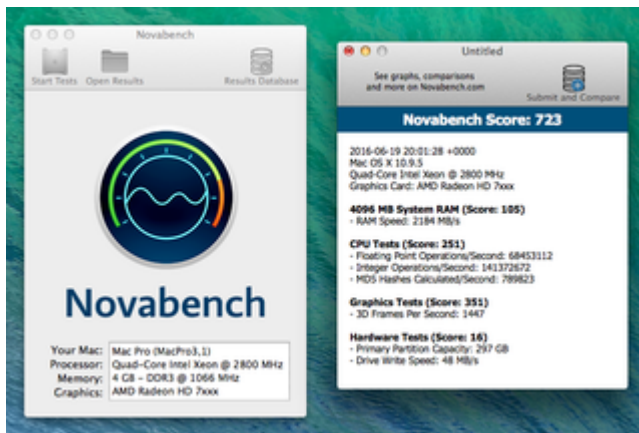 Novabench
Start Tests Open Results Results Database
Novabench
Your Mac: Mac Pro (MacPro3,1)
Processor: Quad-Core Intel Xeon @ 2800 MHz
Memory: 4 GB - DDR3 @ 1066 MHz
Graphics: AMD Radeon HD 7xxx
Untitled
See graphs, comparisons
and more on Novabench.com
Submit and Compare
Novabench Score: 723
2016-06-19 20:01:28 +0000
Mac OS X 10.9.5
Quad-Core Intel Xeon @ 2800 MHz
Graphics Card: AMD Radeon HD 7xxx
4096 MB System RAM (Score: 105)
- RAM Speed: 2184 MB/s
CPU Tests (Score: 251)
- Floating Point Operations/Second: 68453112
- Integer Operations/Second: 141372672
- MD5 Hashes Calculated/Second: 789823
Graphics Tests (Score: 351)
- 3D Frames Per Second: 1447
Hardware Tests (Score: 16)
- Primary Partition Capacity: 297 GB
- Drive Write Speed: 48 MB/s